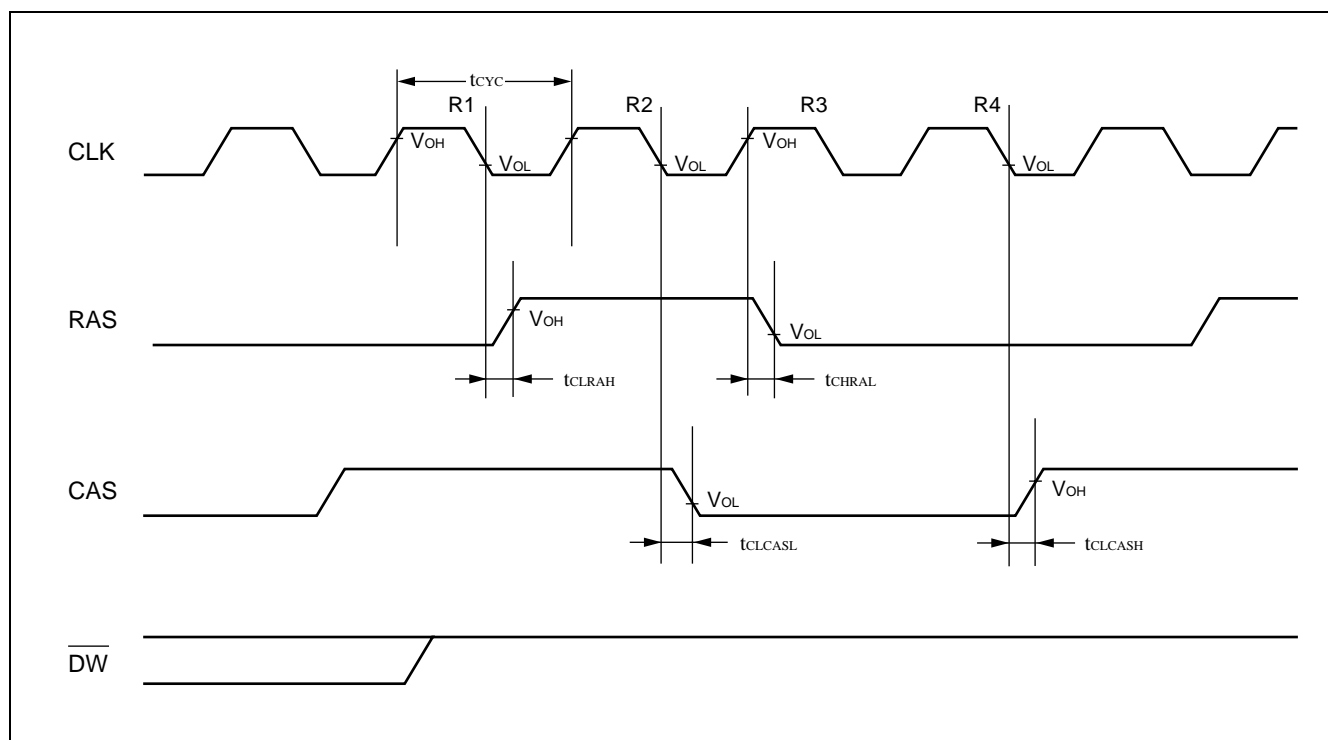 tCYC
R1 R2 R3 R4
CLK VOH VOL VOL VOH VOL
RAS VOH VOL
tCLRAH tCHRAL
CAS VOL VOH
tCLCASL tCLCASH
DW